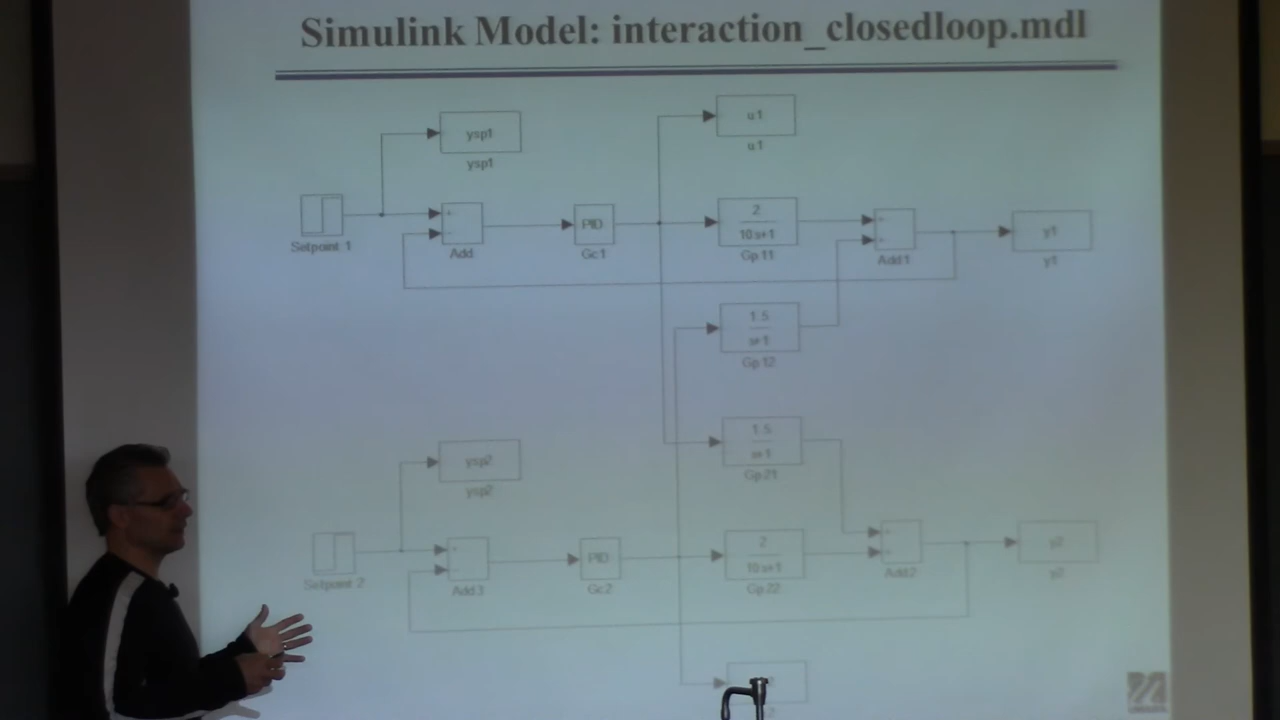 Simulink Model: interaction_closedloop.mdl
u1
u1
ysp1
ysp1
Setpoint 1
Add
PID
Gc1
2
10s+1
Gp11
Add1
y1
y1
1.5
s+1
Gp12
1.5
s+1
Gp21
ysp2
ysp2
Setpoint 2
Add3
PID
Gc2
2
10s+1
Gp22
Add2
y2
y2